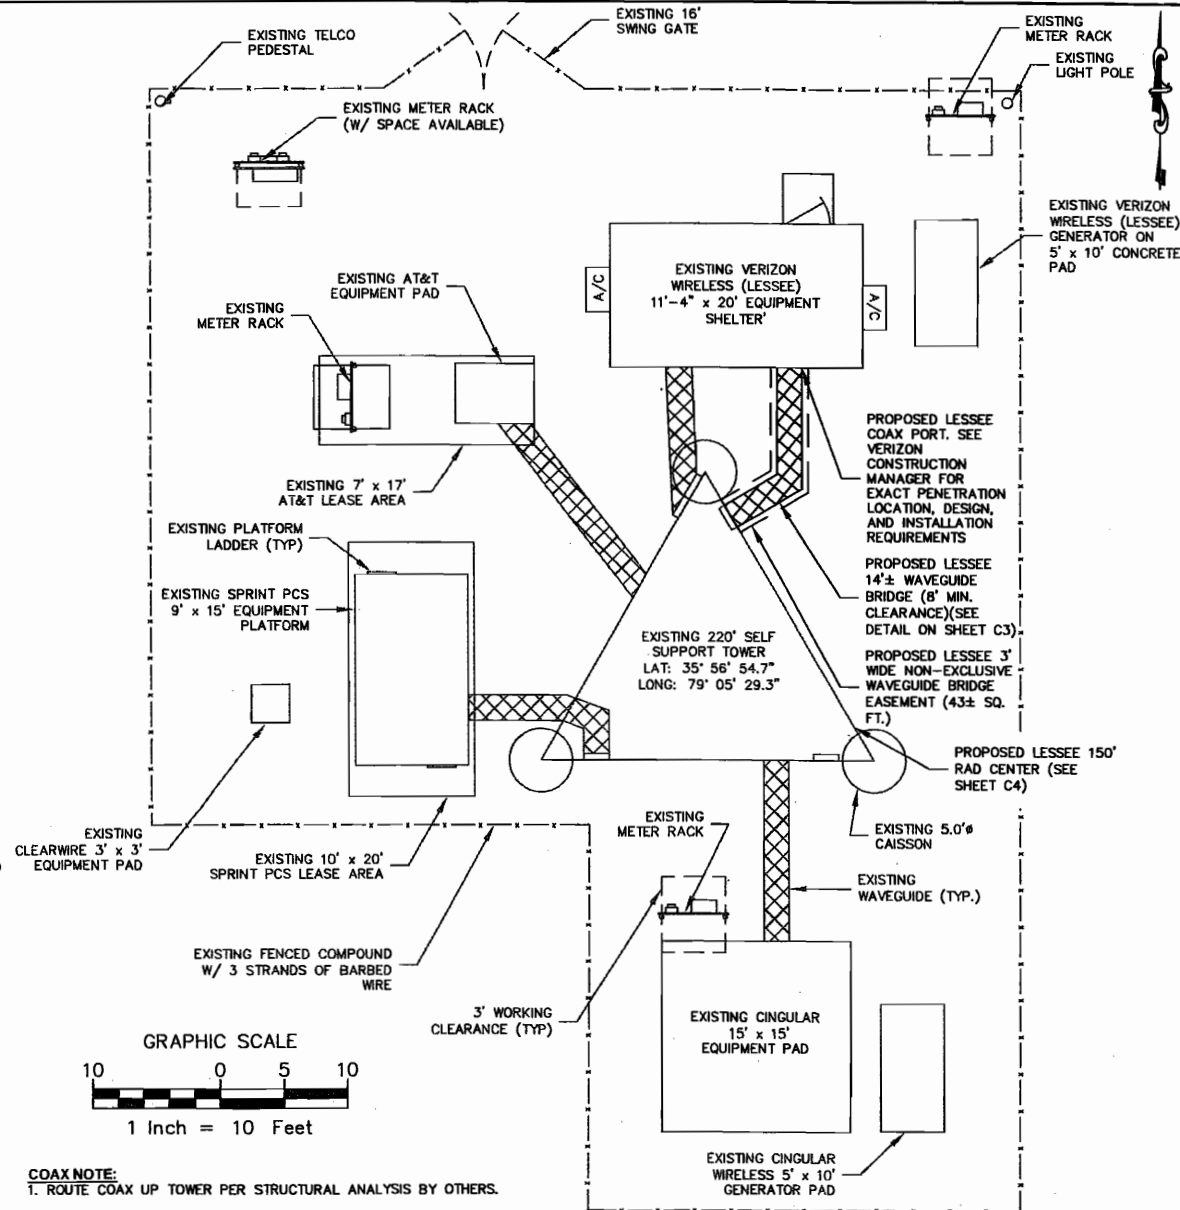 EXISTING TELCO
PEDESTAL
EXISTING 16'
SWING GATE
EXISTING
METER RACK
EXISTING
LIGHT POLE
EXISTING METER RACK
(W/ SPACE AVAILABLE)
EXISTING VERIZON
WIRELESS (LESSEE)
GENERATOR ON
5' x 10' CONCRETE
PAD
EXISTING AT&T
EQUIPMENT PAD
EXISTING
METER RACK
A/C
EXISTING VERIZON
WIRELESS (LESSEE)
11'-4" x 20' EQUIPMENT
SHELTER'
A/C
EXISTING 7' x 17'
AT&T LEASE AREA
PROPOSED LESSEE
COAX PORT. SEE
VERIZON
CONSTRUCTION
MANAGER FOR
EXACT PENETRATION
LOCATION, DESIGN,
AND INSTALLATION
REQUIREMENTS
EXISTING PLATFORM
LADDER (TYP)
EXISTING SPRINT PCS
9' x 15' EQUIPMENT
PLATFORM
PROPOSED LESSEE
14'± WAVEGUIDE
BRIDGE (8' MIN.
CLEARANCE)(SEE
DETAIL ON SHEET C3)
EXISTING 220' SELF
SUPPORT TOWER
LAT: 35° 56' 54.7"
LONG: 79° 05' 29.3"
PROPOSED LESSEE 3'
WIDE NON-EXCLUSIVE
WAVEGUIDE BRIDGE
EASEMENT (43± SQ.
FT.)
PROPOSED LESSEE 150'
RAD CENTER (SEE
SHEET C4)
EXISTING
CLEARWIRE 3' x 3'
EQUIPMENT PAD
EXISTING 10' x 20'
SPRINT PCS LEASE AREA
EXISTING
METER RACK
EXISTING 5.0'ø
CAISSON
EXISTING
WAVEGUIDE (TYP.)
EXISTING FENCED COMPOUND
W/ 3 STRANDS OF BARBED
WIRE
3' WORKING
CLEARANCE (TYP)
EXISTING CINGULAR
15' x 15'
EQUIPMENT PAD
GRAPHIC SCALE
10 0 5 10
1 Inch = 10 Feet
EXISTING CINGULAR
WIRELESS 5' x 10'
GENERATOR PAD
COAX NOTE:
1. ROUTE COAX UP TOWER PER STRUCTURAL ANALYSIS BY OTHERS.